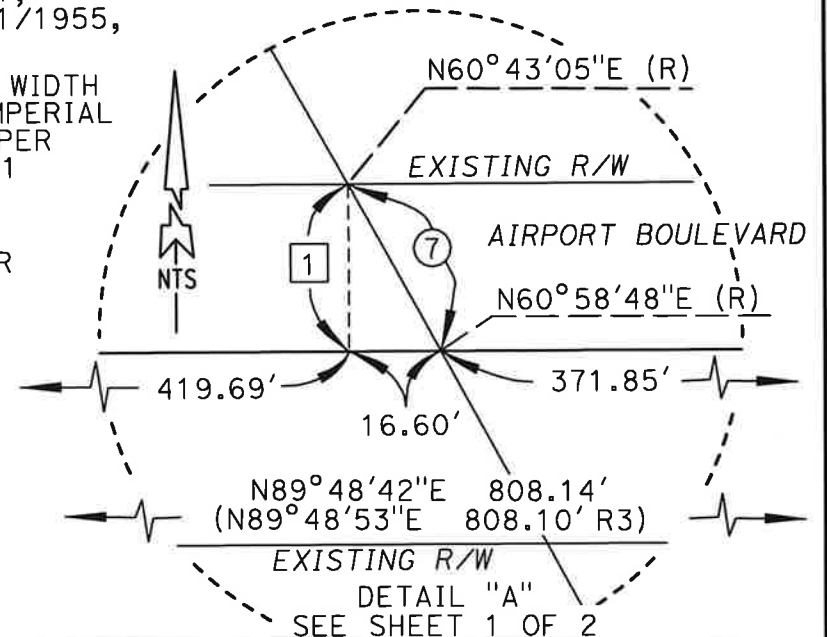 1/1955,
WIDTH
MPERIAL
PER
1
R
N60°43'05"E (R)
EXISTING R/W
AIRPORT BOULEVARD
1
7
NTS
N60°58'48"E (R)
419.69'
371.85'
16.60'
N89°48'42"E 808.14'
(N89°48'53"E 808.10' R3)
EXISTING R/W
DETAIL "A"
SEE SHEET 1 OF 2